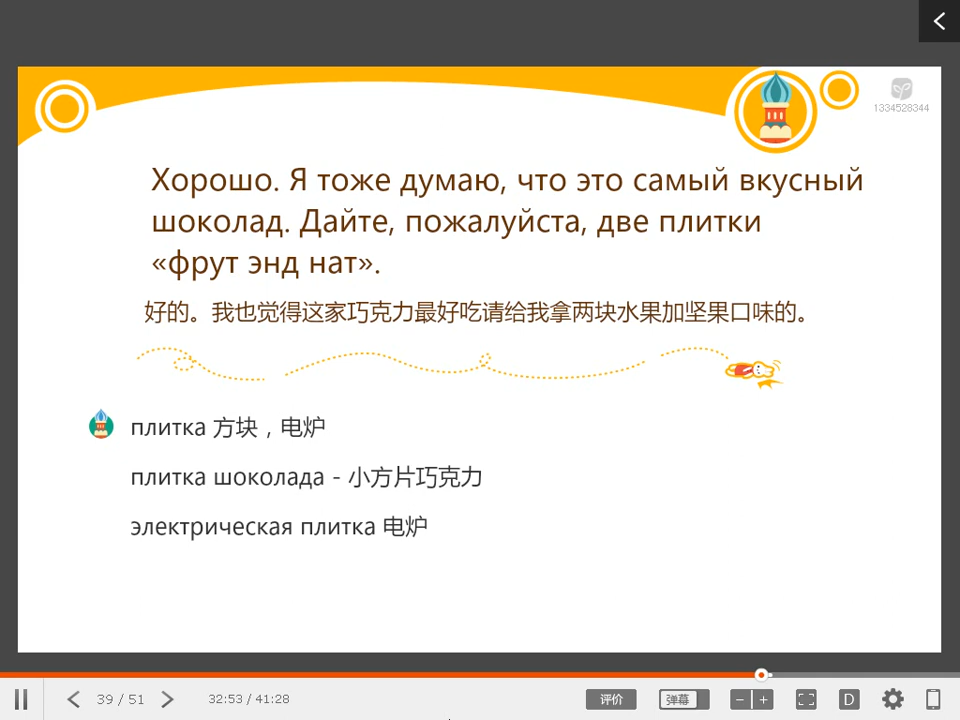 1334528344
Хорошо. Я тоже думаю, что это самый вкусный
шоколад. Дайте, пожалуйста, две плитки
«фрут энд нат».
好的。我也觉得这家巧克力最好吃请给我拿两块水果加坚果口味的。
плитка 方块，电炉
плитка шоколада - 小方片巧克力
электрическая плитка 电炉
39 / 51 32:53 / 41:28 评价 弹幕 D